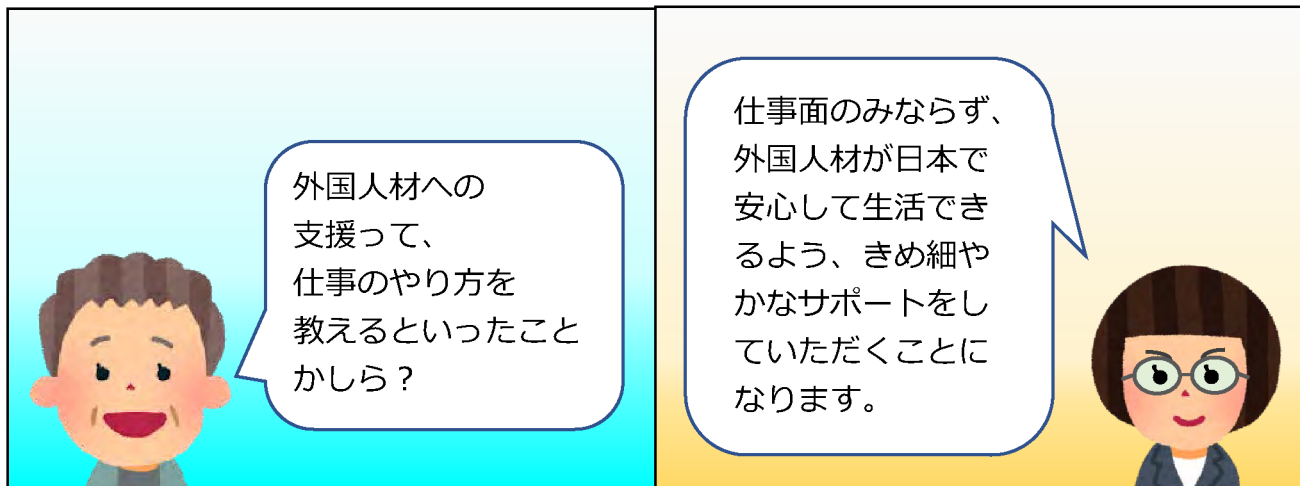 外国人材への
支援って、
仕事のやり方を
教えるといったこと
かしら？
仕事面のみならず、
外国人材が日本で
安心して生活でき
るよう、きめ細や
かなサポートをし
ていただくことに
なります。